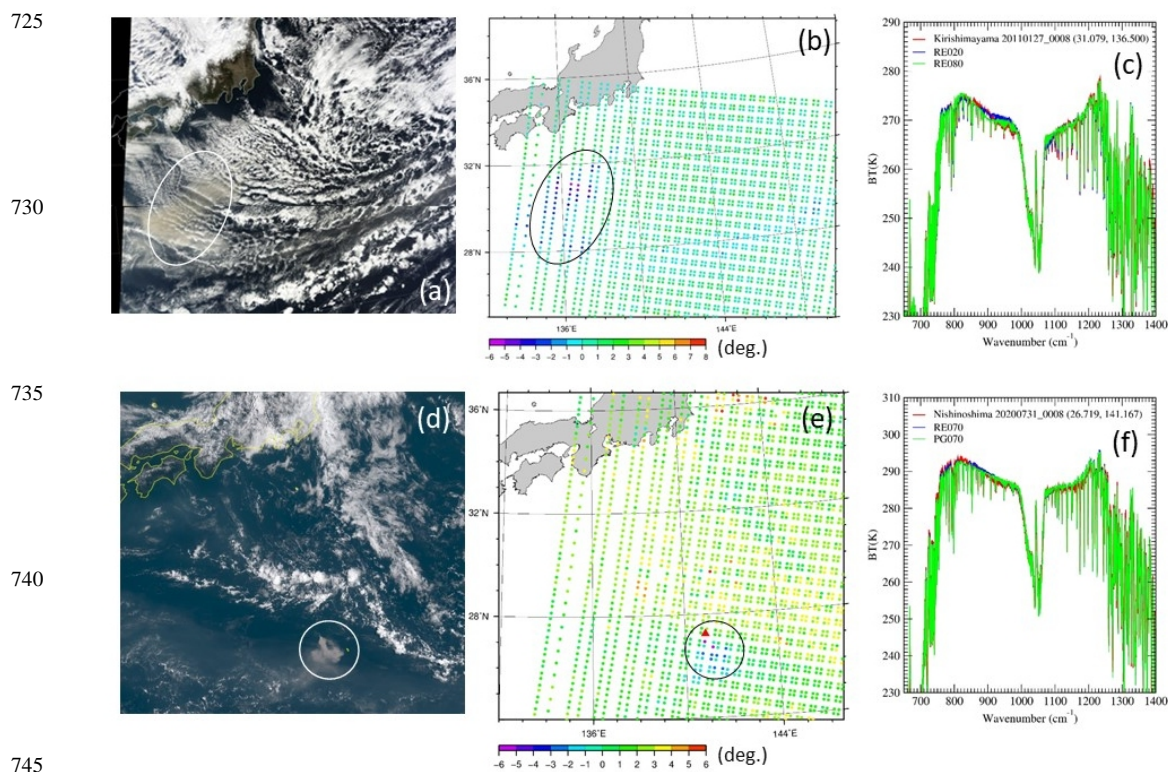 725
(a)
730
36°N
32°N
28°N
136°E
144°E
(b)
-6 -5 -4 -3 -2 -1 0 1 2 3 4 5 6 7 8
(deg.)
(c)
Kirishimayama 20110127_0008 (31.079, 136.500)
RE020
RE080
290
280
270
260
250
240
230
BT(K)
700 800 900 1000 1100 1200 1300 1400
Wavenumber (cm-1)
735
(d)
740
745
36°N
32°N
28°N
136°E
144°E
(e)
-6 -5 -4 -3 -2 -1 0 1 2 3 4 5 6
(deg.)
(f)
Nishinoshima 20200731_0008 (26.719, 141.167)
RE070
PG070
310
300
290
280
270
260
250
240
230
BT(K)
700 800 900 1000 1100 1200 1300 1400
Wavenumber (cm-1)